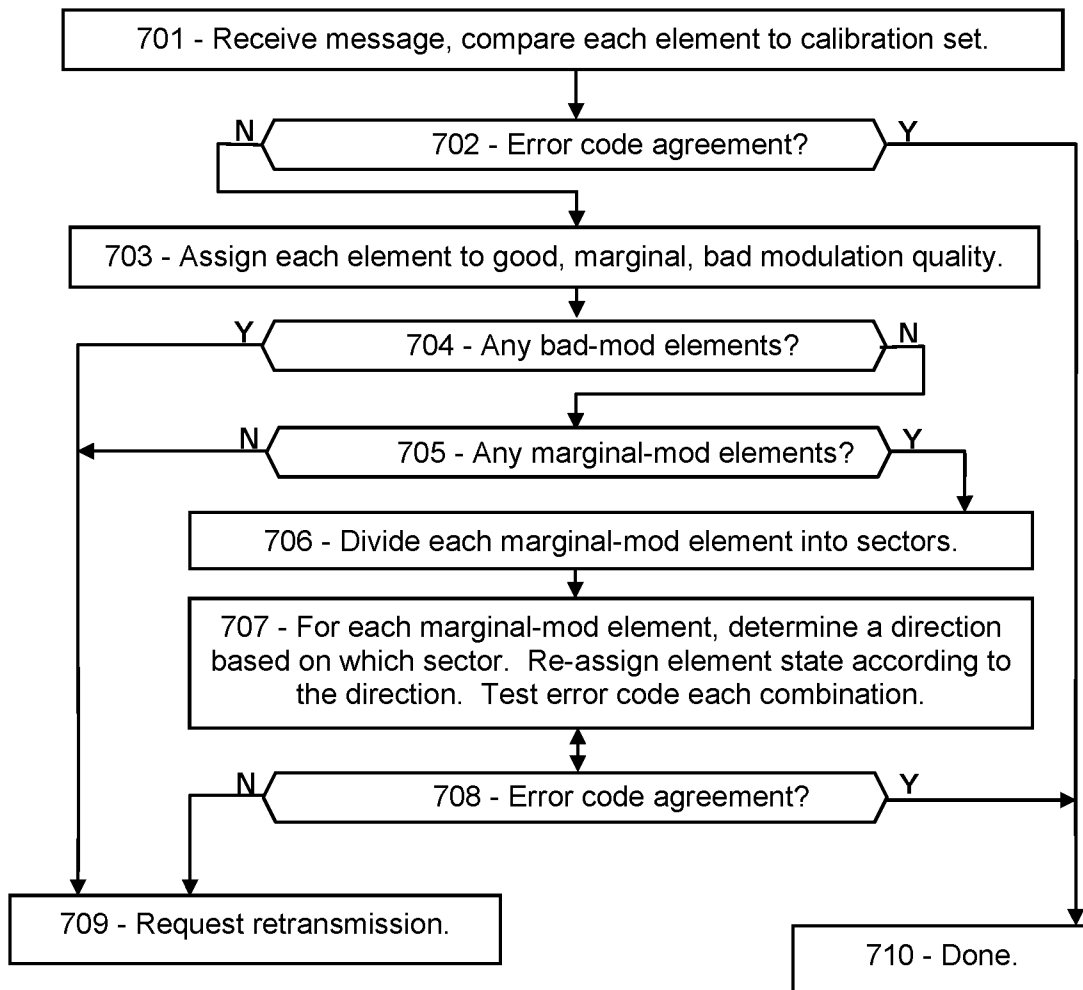 701 - Receive message, compare each element to calibration set.
N
702 - Error code agreement?
Y
703 - Assign each element to good, marginal, bad modulation quality.
Y
704 - Any bad-mod elements?
N
N
705 - Any marginal-mod elements?
Y
706 - Divide each marginal-mod element into sectors.
707 - For each marginal-mod element, determine a direction
based on which sector.  Re-assign element state according to
the direction.  Test error code each combination.
N
708 - Error code agreement?
Y
709 - Request retransmission.
710 - Done.